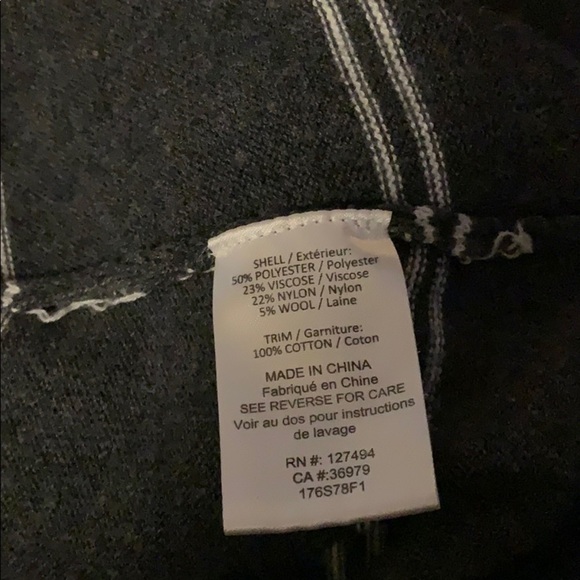 SHELL / Extérieur:
50% POLYESTER / Polyester
23% VISCOSE / Viscose
22% NYLON / Nylon
5% WOOL / Laine
TRIM / Garniture:
100% COTTON / Coton
MADE IN CHINA
Fabriqué en Chine
SEE REVERSE FOR CARE
Voir au dos pour instructions
de lavage
RN #: 127494
CA #:36979
176S78F1